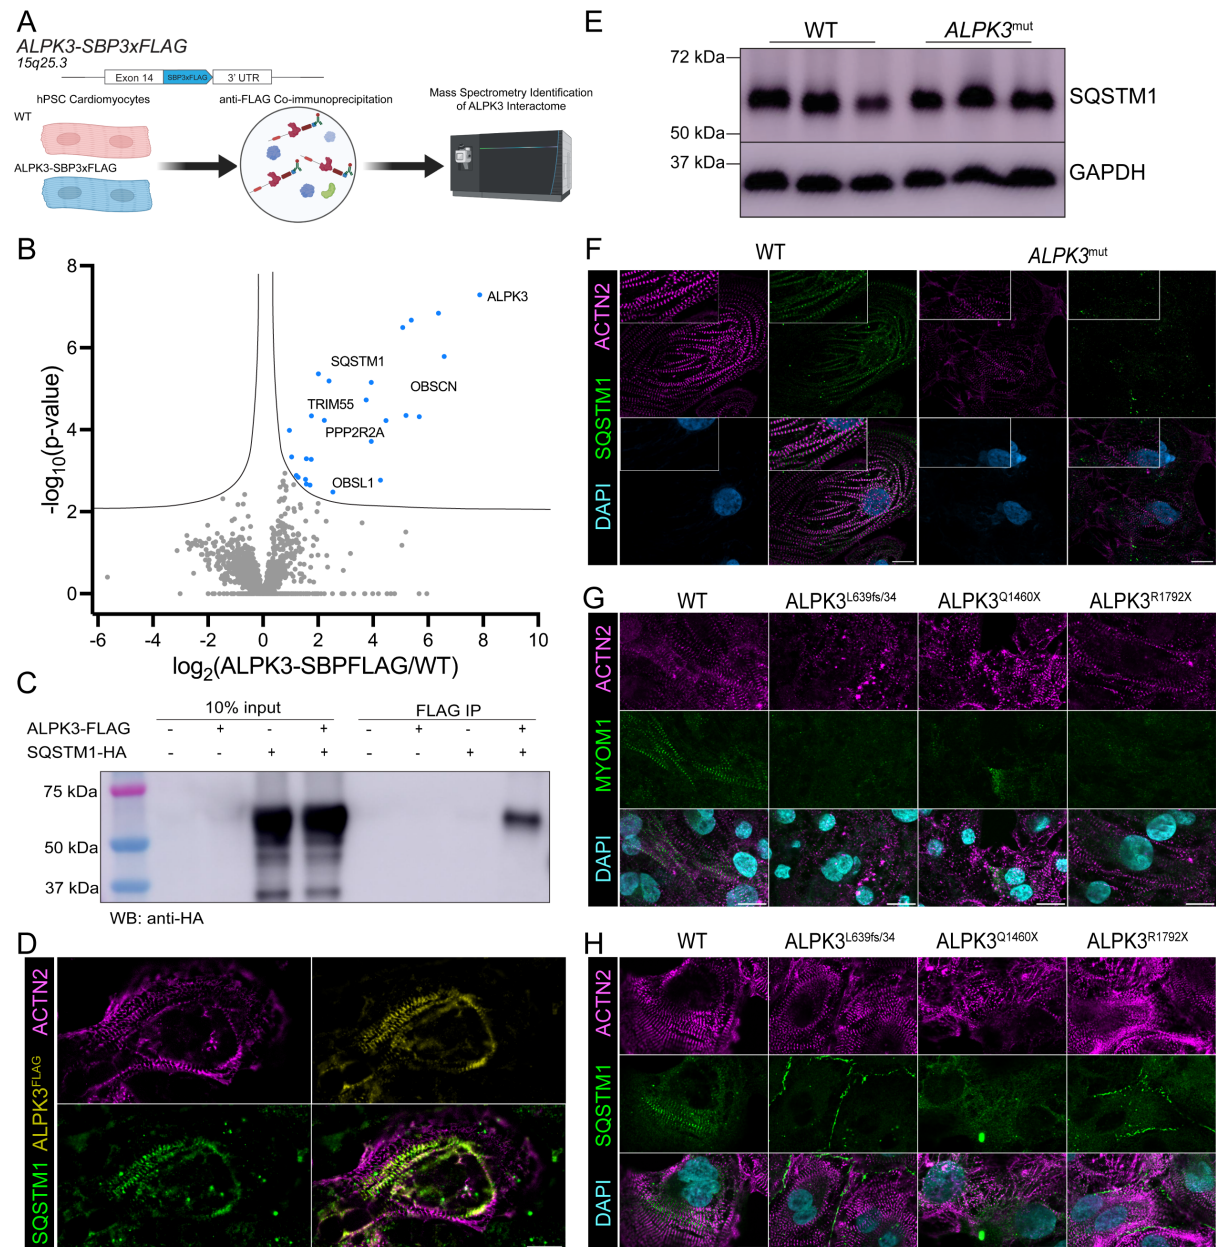 A
ALPK3-SBP3xFLAG
15q25.3
Exon 14 SBP3xFLAG 3' UTR
hPSC Cardiomyocytes
anti-FLAG Co-immunoprecipitation
Mass Spectrometry Identification
of ALPK3 Interactome
WT
ALPK3-SBP3xFLAG
B
8
6
4
2
0
-log10(p-value)
ALPK3
SQSTM1
OBSCN
TRIM55
PPP2R2A
OBSL1
-6 -4 -2 0 2 4 6 8 10
log2(ALPK3-SBPFLAG/WT)
C
10% input FLAG IP
ALPK3-FLAG - + - + - + - +
SQSTM1-HA - - + + - - + +
75 kDa
50 kDa
37 kDa
WB: anti-HA
D
ACTN2
ALPK3FLAG
SQSTM1
E
WT ALPK3mut
72 kDa
SQSTM1
50 kDa
37 kDa
GAPDH
F
WT ALPK3mut
ACTN2
SQSTM1
DAPI
G
WT ALPK3L639fs/34 ALPK3Q1460X ALPK3R1792X
ACTN2
MYOM1
DAPI
H
WT ALPK3L639fs/34 ALPK3Q1460X ALPK3R1792X
ACTN2
SQSTM1
DAPI